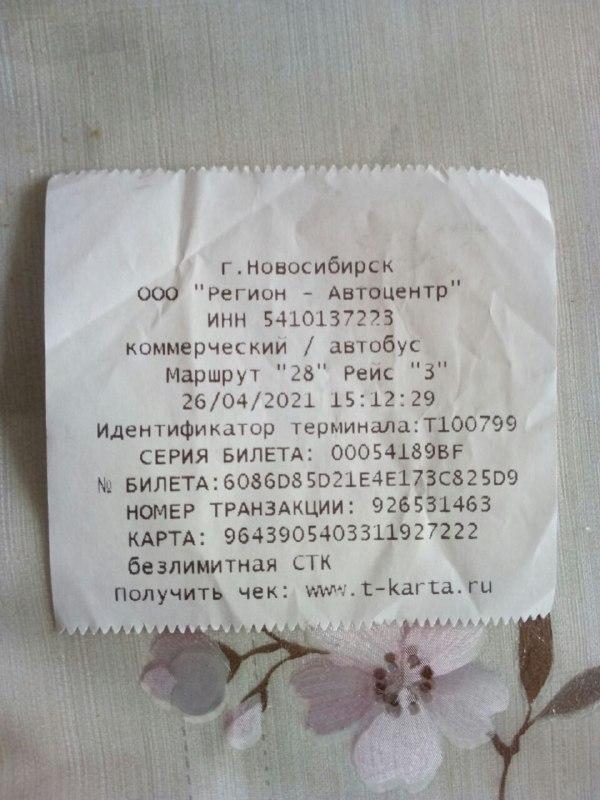 г.Новосибирск
ООО "Регион - Автоцентр"
ИНН 5410137223
коммерческий / автобус
Маршрут "28" Рейс "3"
26/04/2021 15:12:29
Идентификатор терминала:Т100799
СЕРИЯ БИЛЕТА: 00054189BF
№ БИЛЕТА:6086D85D21E4E173C825D9
НОМЕР ТРАНЗАКЦИИ: 926531463
КАРТА: 9643905403311927222
безлимитная СТК
Получить чек: www.t-karta.ru